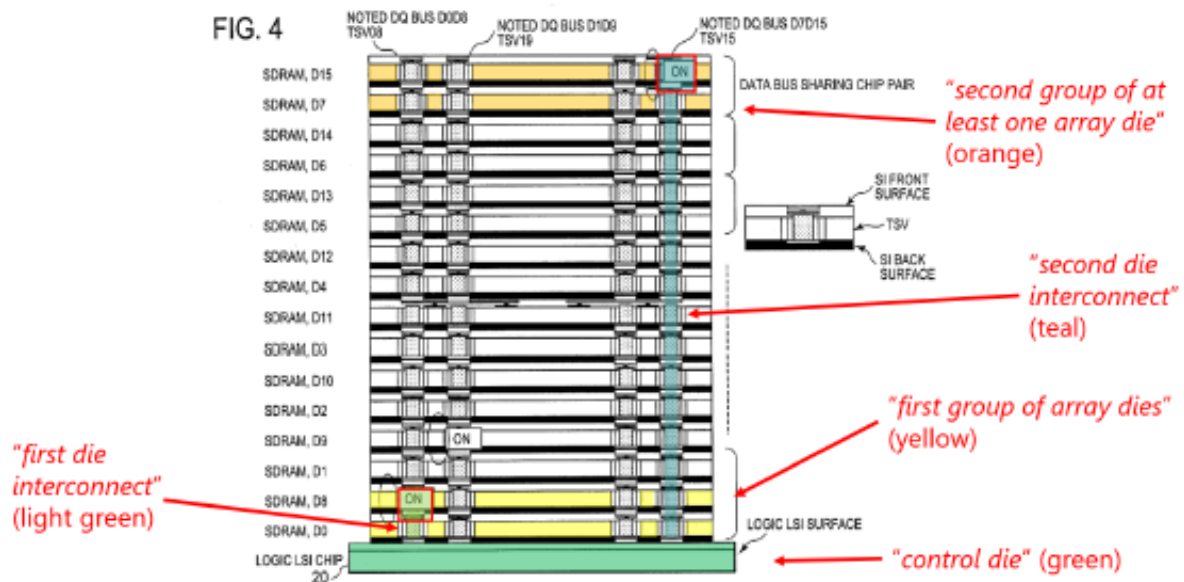 FIG. 4
NOTED DQ BUS D0D8
TSV08
NOTED DQ BUS D1D9
TSV19
NOTED DQ BUS D7D15
TSV15
SDRAM, D15
ON
SDRAM, D7
DATA BUS SHARING CHIP PAIR
"second group of at
least one array die"
(orange)
SDRAM, D14
SDRAM, D6
SDRAM, D13
SDRAM, D5
SI FRONT
SURFACE
TSV
SI BACK
SURFACE
SDRAM, D12
SDRAM, D4
SDRAM, D11
SDRAM, D3
"second die
interconnect"
(teal)
SDRAM, D10
SDRAM, D2
SDRAM, D9
ON
"first group of array dies"
(yellow)
SDRAM, D1
SDRAM, D8
ON
SDRAM, D0
"first die
interconnect"
(light green)
LOGIC LSI SURFACE
LOGIC LSI CHIP
20
"control die" (green)